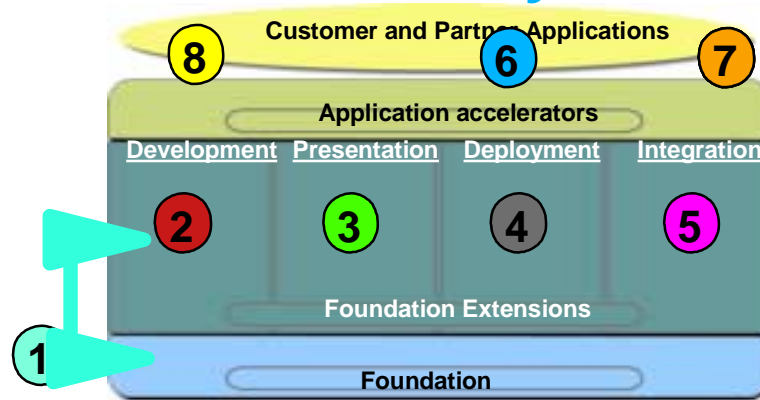 Customer and Partner Applications
8
6
7
Application accelerators
Development Presentation Deployment Integration
2
3
4
5
Foundation Extensions
1
Foundation